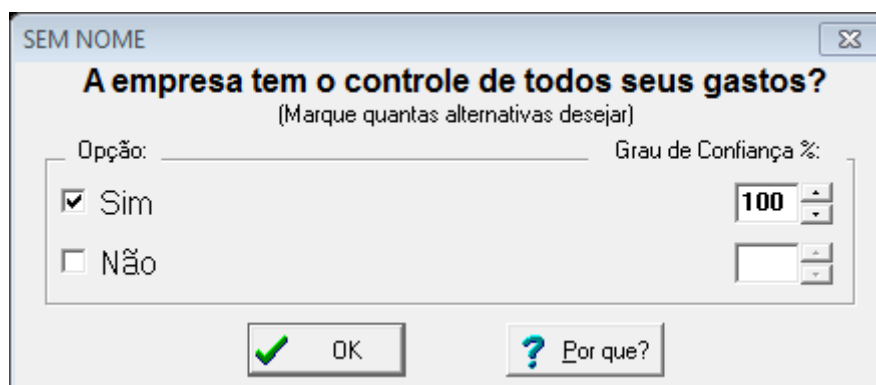 SEM NOME
A empresa tem o controle de todos seus gastos?
(Marque quantas alternativas desejar)
Opção: Grau de Confiança %:
Sim 100
Não
OK Por que?